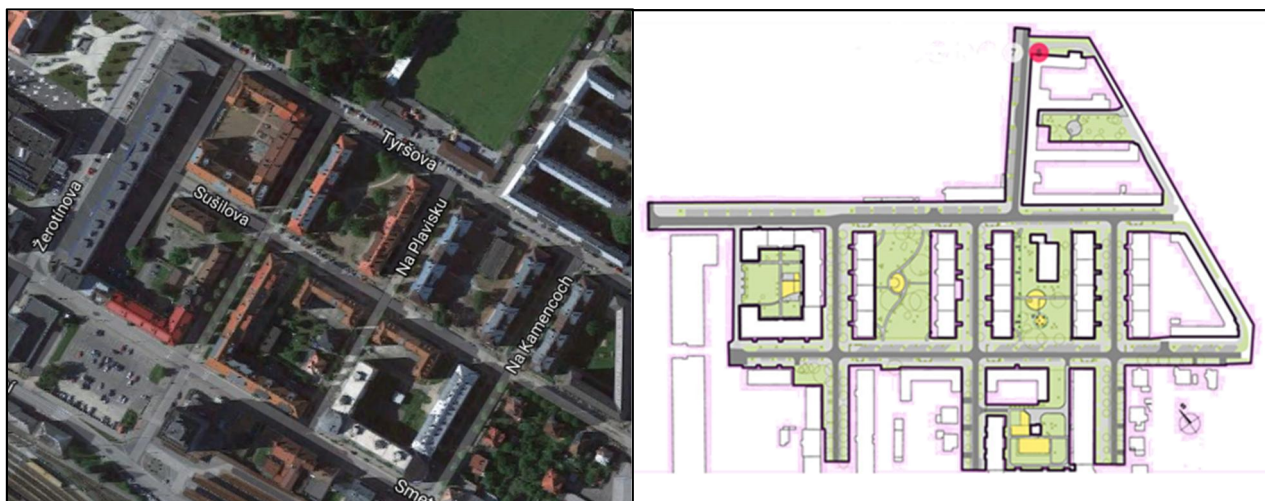 Tyršova
Žerotínova
Sušilova
Na Plavisku
Na Kamencoch
Smet